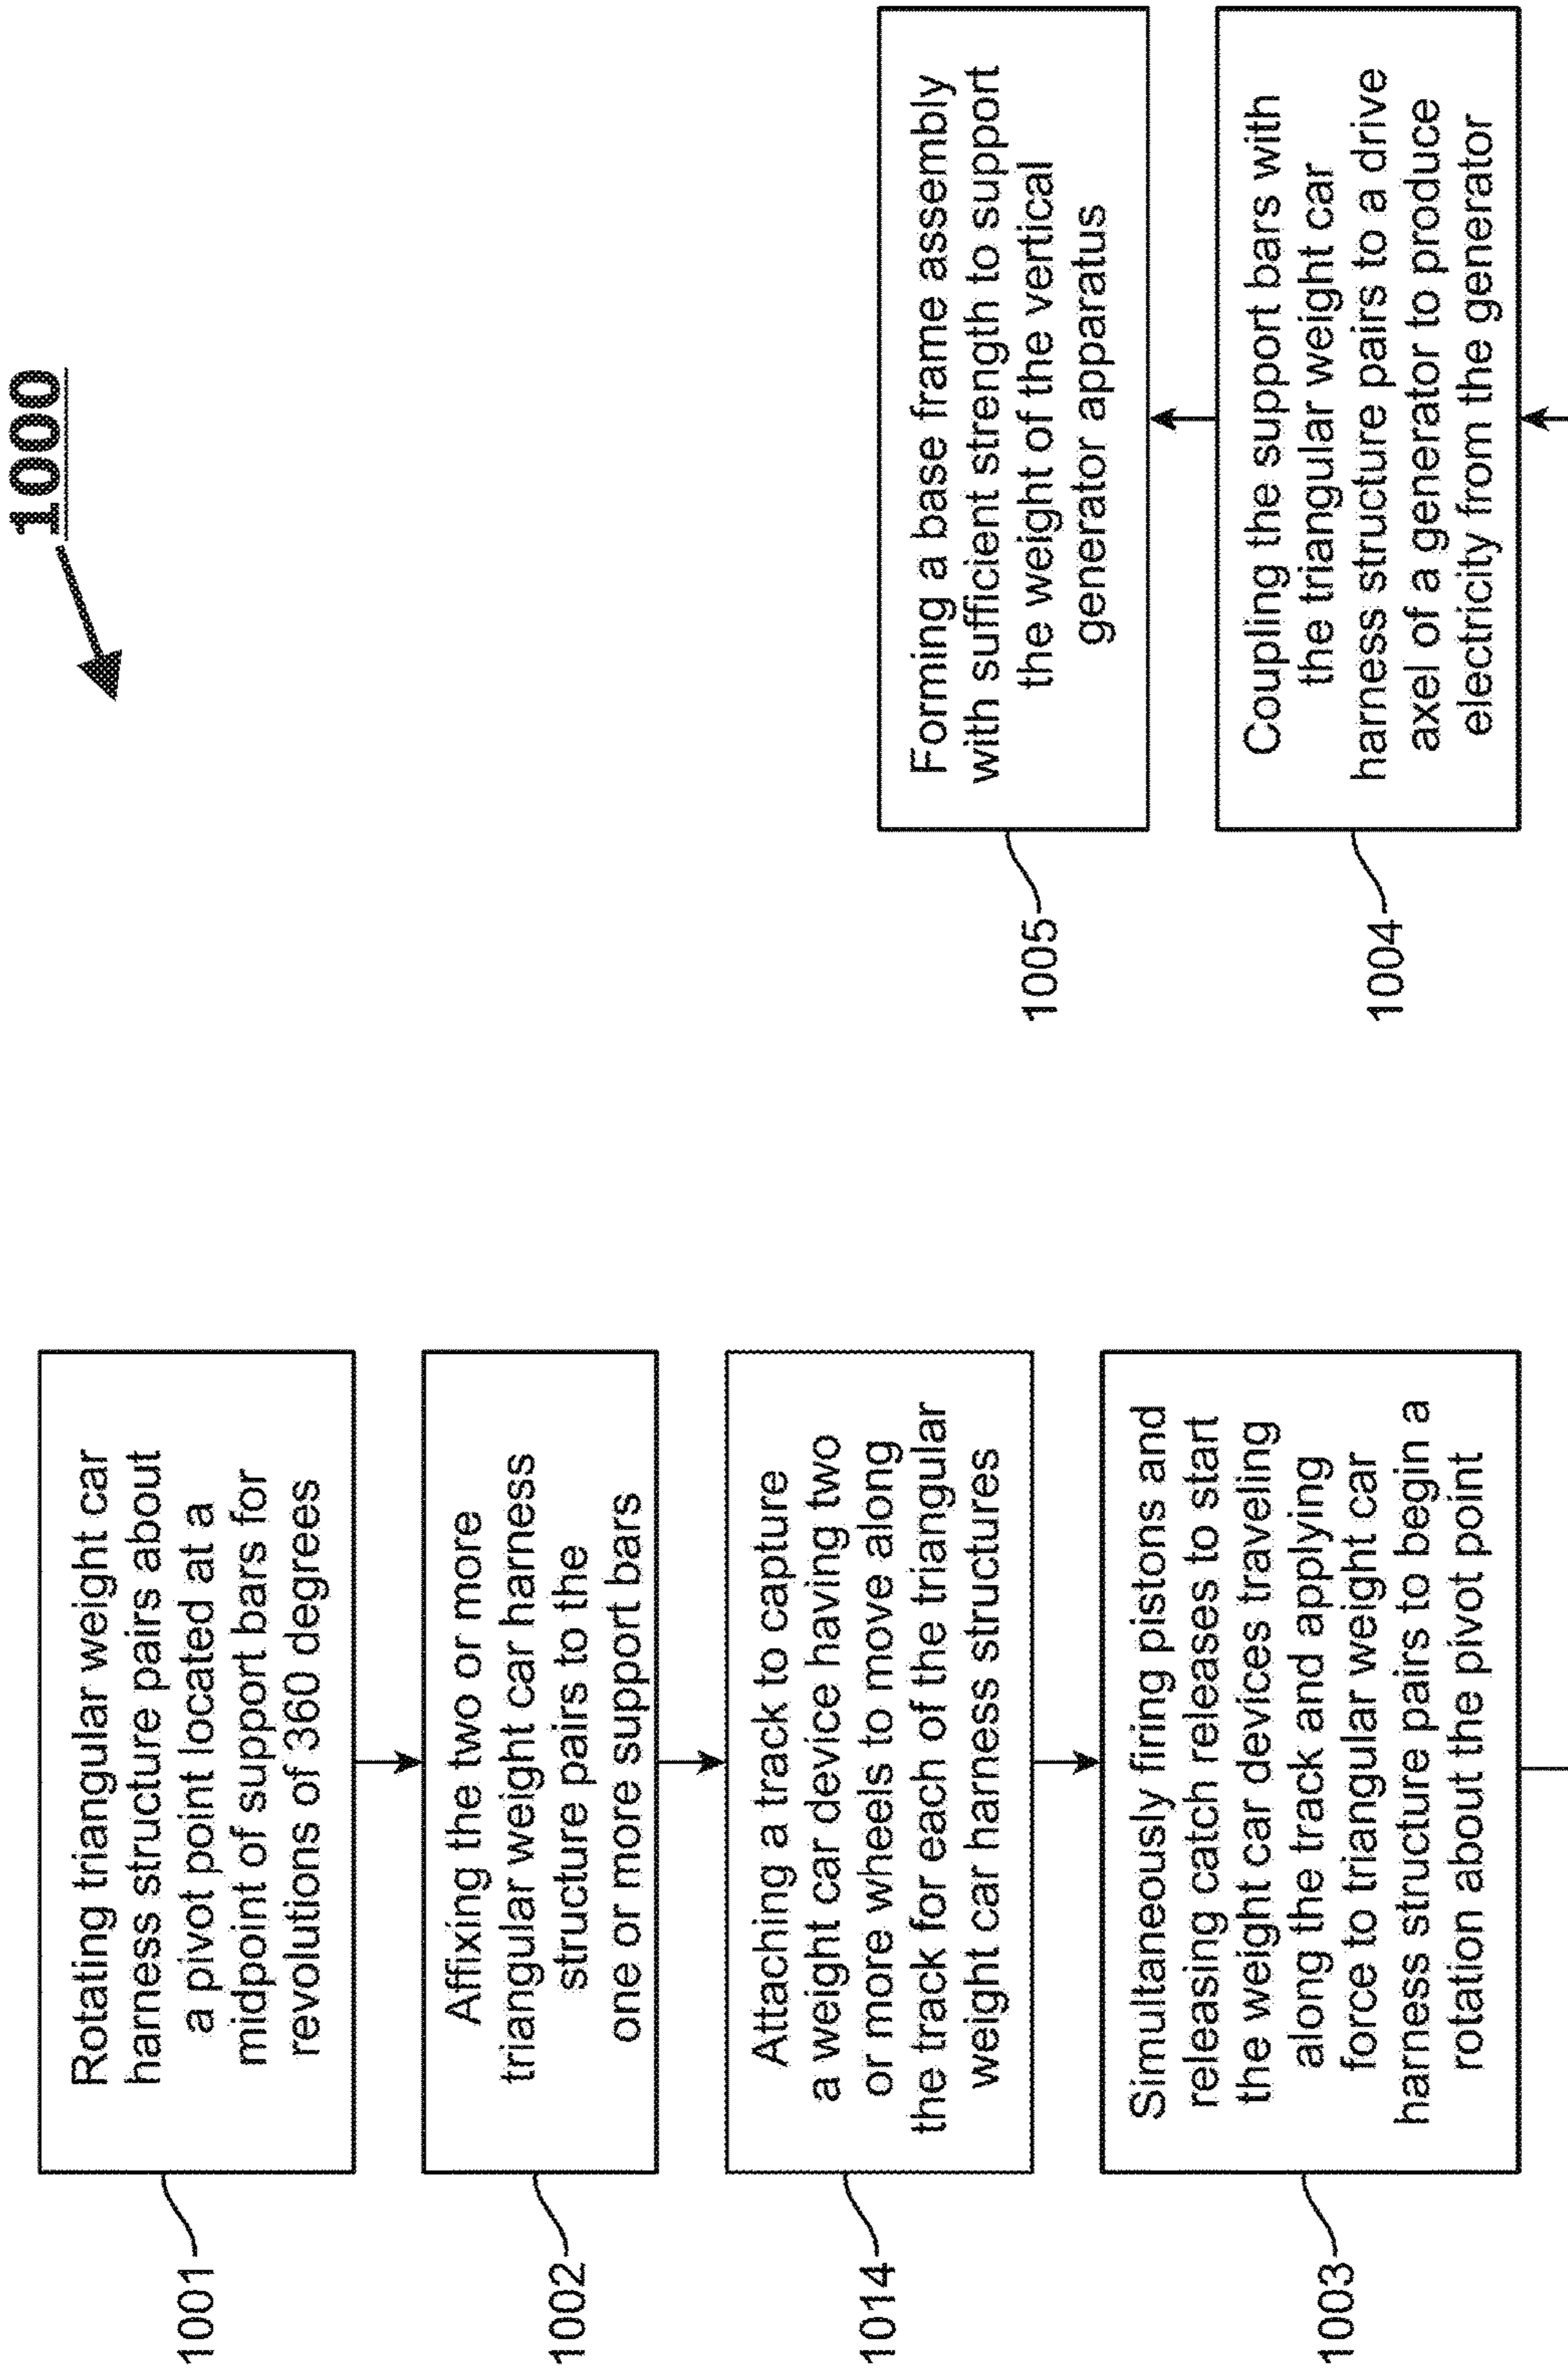 1000
1001
Rotating triangular weight car
harness structure pairs about
a pivot point located at a
midpoint of support bars for
revolutions of 360 degrees
1002
Affixing the two or more
triangular weight car harness
structure pairs to the
one or more support bars
1014
Attaching a track to capture
a weight car device having two
or more wheels to move along
the track for each of the triangular
weight car harness structures
1003
Simultaneously firing pistons and
releasing catch releases to start
the weight car devices traveling
along the track and applying
force to triangular weight car
harness structure pairs to begin a
rotation about the pivot point
1004
Coupling the support bars with
the triangular weight car
harness structure pairs to a drive
axel of a generator to produce
electricity from the generator
1005
Forming a base frame assembly
with sufficient strength to support
the weight of the vertical
generator apparatus